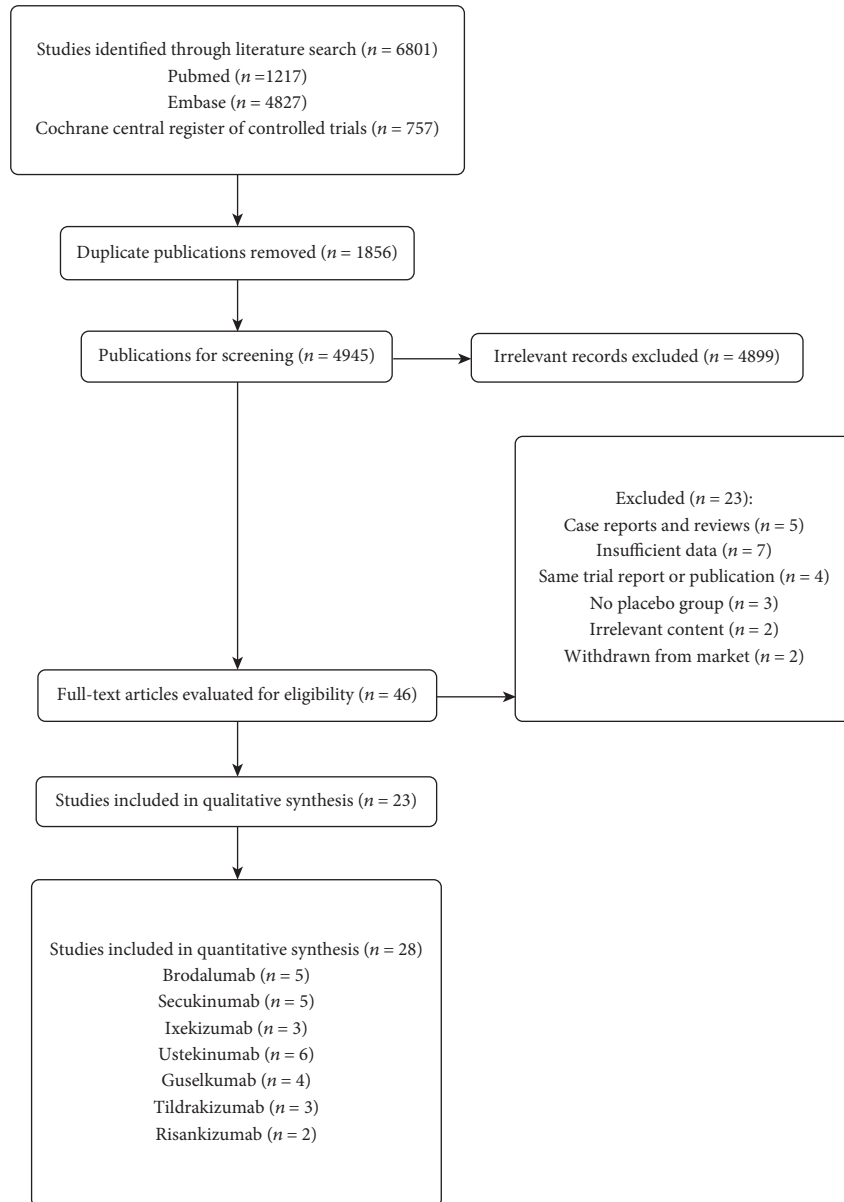 Studies identified through literature search (n = 6801)
Pubmed (n =1217)
Embase (n = 4827)
Cochrane central register of controlled trials (n = 757)
Duplicate publications removed (n = 1856)
Publications for screening (n = 4945)
Irrelevant records excluded (n = 4899)
Excluded (n = 23):
Case reports and reviews (n = 5)
Insufficient data (n = 7)
Same trial report or publication (n = 4)
No placebo group (n = 3)
Irrelevant content (n = 2)
Withdrawn from market (n = 2)
Full-text articles evaluated for eligibility (n = 46)
Studies included in qualitative synthesis (n = 23)
Studies included in quantitative synthesis (n = 28)
Brodalumab (n = 5)
Secukinumab (n = 5)
Ixekizumab (n = 3)
Ustekinumab (n = 6)
Guselkumab (n = 4)
Tildrakizumab (n = 3)
Risankizumab (n = 2)